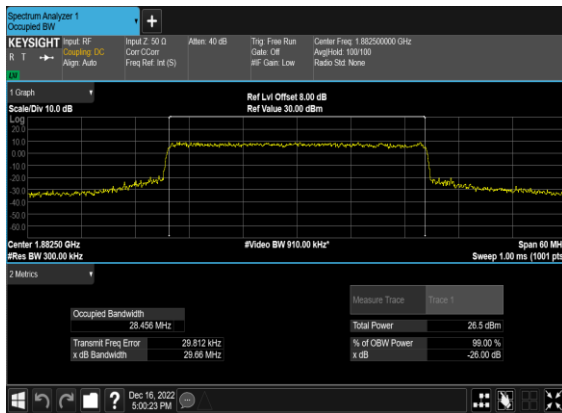 Spectrum Analyzer 1
Occupied BW
KEYSIGHT Input: RF Input Z: 50 Ω Atten: 40 dB Trig: Free Run Center Freq: 1.882500000 GHz
R T Coupling: DC Corr CCorr Gate: Off Avg|Hold: 100/100
Align: Auto Freq Ref: Int (S) #IF Gain: Low Radio Std: None
LXI
1 Graph
Ref Lvl Offset 8.00 dB
Scale/Div 10.0 dB Ref Value 30.00 dBm
Log
20.0
10.0
0.00
-10.0
-20.0
-30.0
-40.0
-50.0
-60.0
Center 1.88250 GHz #Video BW 910.00 kHz* Span 60 MH
#Res BW 300.00 kHz Sweep 1.00 ms (1001 pts
2 Metrics
Measure Trace Trace 1
Occupied Bandwidth
28.456 MHz
Total Power 26.5 dBm
Transmit Freq Error 29.812 kHz % of OBW Power 99.00 %
x dB Bandwidth 29.66 MHz x dB -26.00 dB
Dec 16, 2022
5:00:23 PM